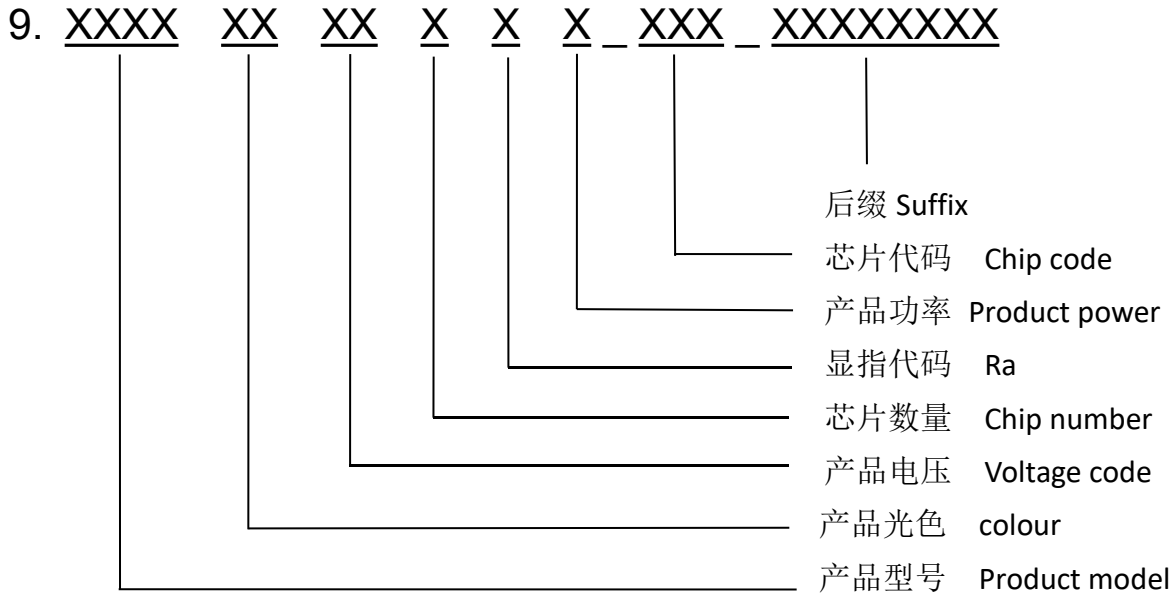 9. XXXX XX XX X X X _ XXX _ XXXXXXXX
后缀 Suffix
芯片代码 Chip code
产品功率 Product power
显指代码 Ra
芯片数量 Chip number
产品电压 Voltage code
产品光色 colour
产品型号 Product model